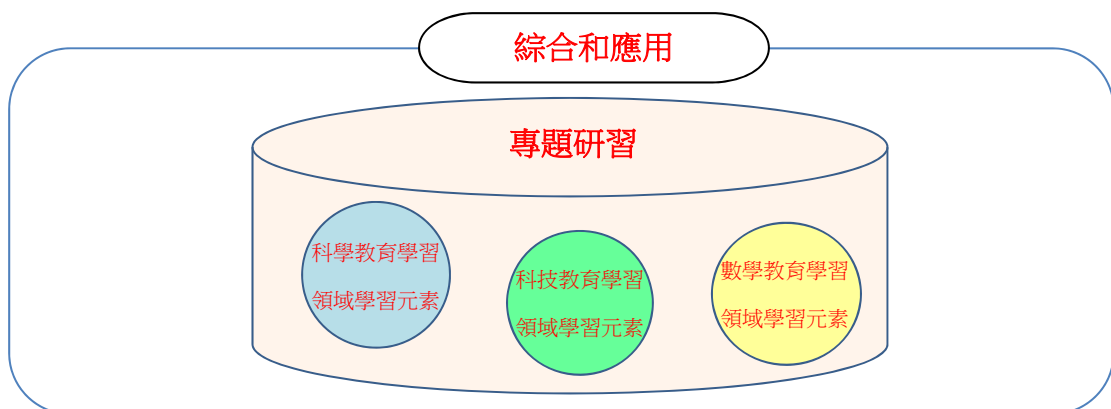 綜合和應用
專題研習
科學教育學習
領域學習元素
科技教育學習
領域學習元素
數學教育學習
領域學習元素